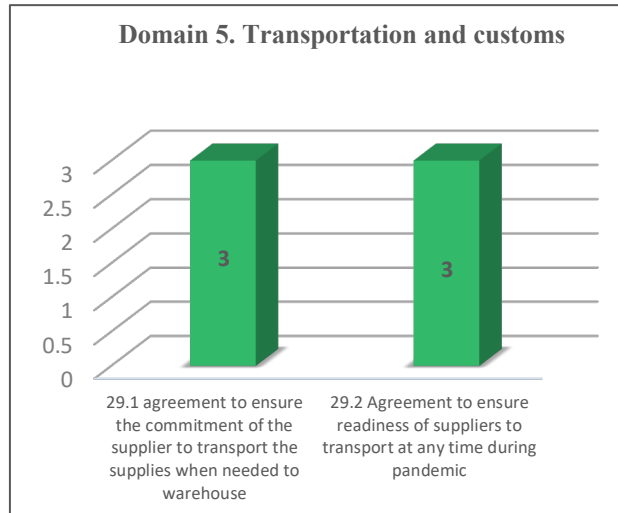 Domain 5. Transportation and customs
3
2.5
2
1.5
1
0.5
0
3
3
29.1 agreement to ensure
the commitment of the
supplier to transport the
supplies when needed to
warehouse
29.2 Agreement to ensure
readiness of suppliers to
transport at any time during
pandemic